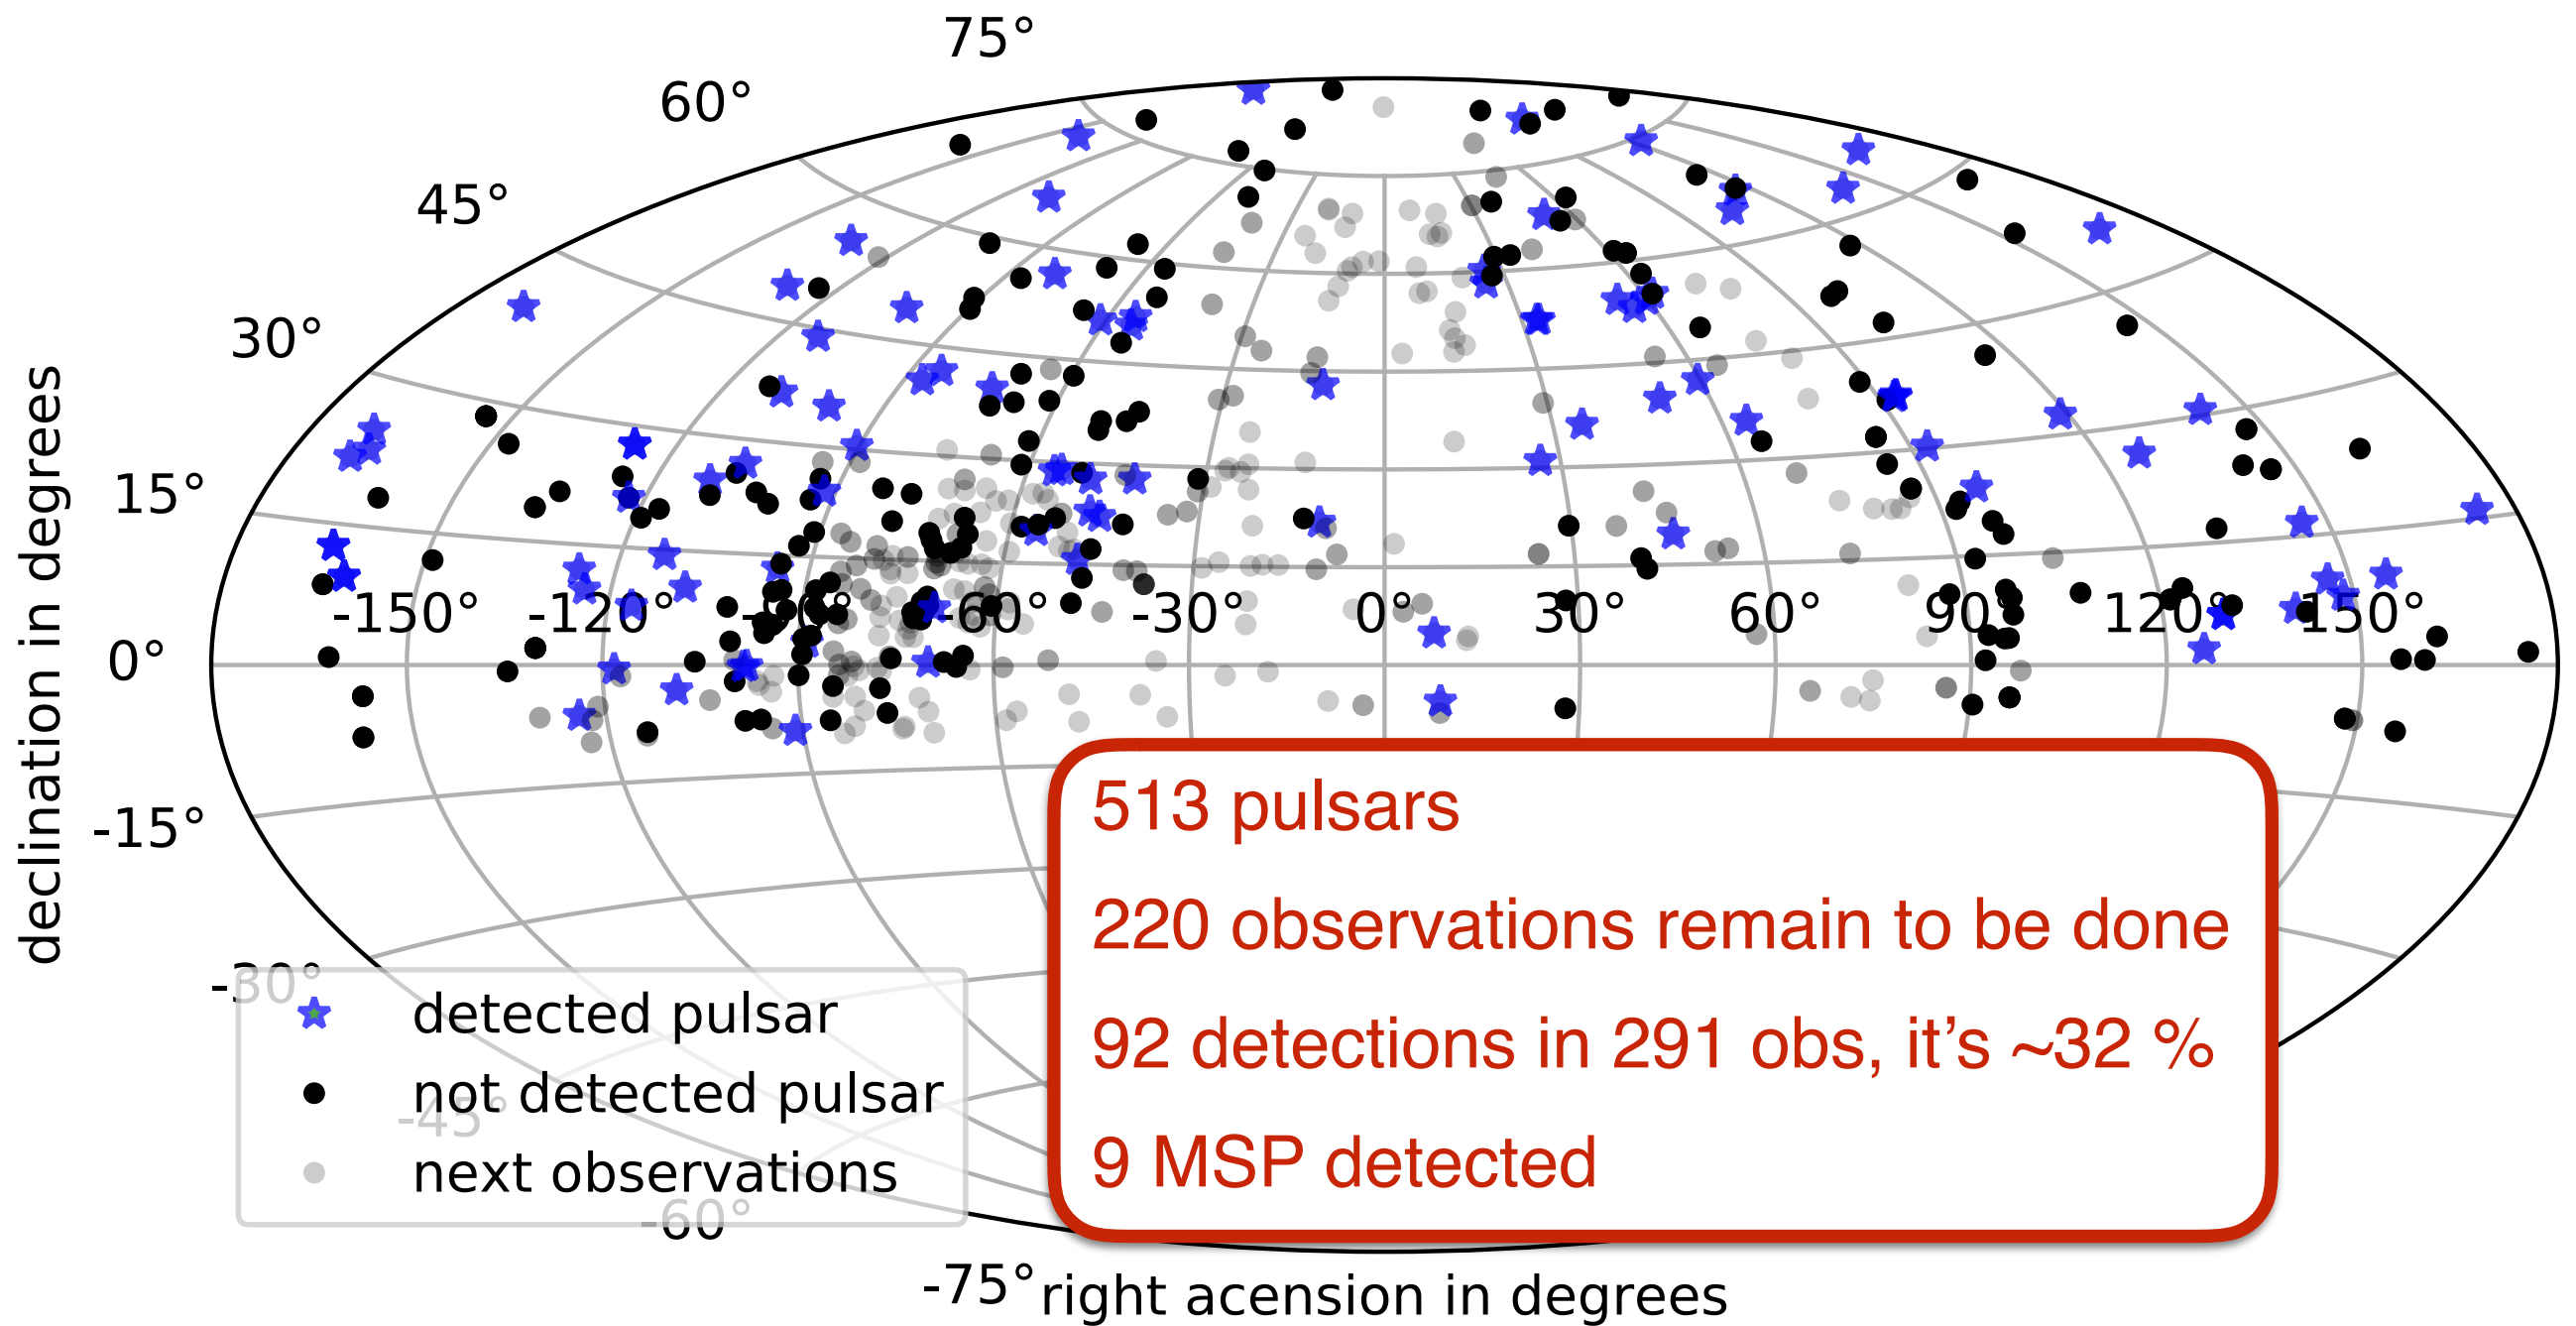 75°
60°
45°
30°
15°
0°
-15°
-30°
-45°
-60°
-75°
declination in degrees
-150° -120° -60° -30° 0° 30° 60° 90° 120° 150°
right acension in degrees
detected pulsar
not detected pulsar
next observations
513 pulsars
220 observations remain to be done
92 detections in 291 obs, it’s ~32 %
9 MSP detected